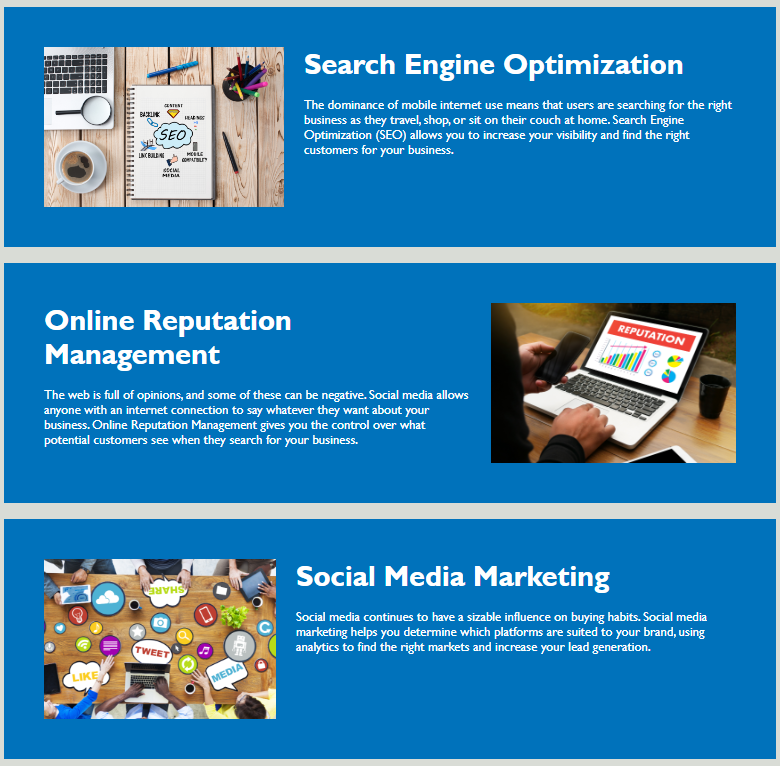 CONTENT
BACKLINK
HEADINGS
SEO
LINK BUILDING
MOBILE
COMPATIBILITY
SOCIAL
MEDIA
Search Engine Optimization
The dominance of mobile internet use means that users are searching for the right
business as they travel, shop, or sit on their couch at home. Search Engine
Optimization (SEO) allows you to increase your visibility and find the right
customers for your business.
Online Reputation
Management
The web is full of opinions, and some of these can be negative. Social media allows
anyone with an internet connection to say whatever they want about your
business. Online Reputation Management gives you the control over what
potential customers see when they search for your business.
REPUTATION
SHARE
TWEET
LIKE
MEDIA
Social Media Marketing
Social media continues to have a sizable influence on buying habits. Social media
marketing helps you determine which platforms are suited to your brand, using
analytics to find the right markets and increase your lead generation.